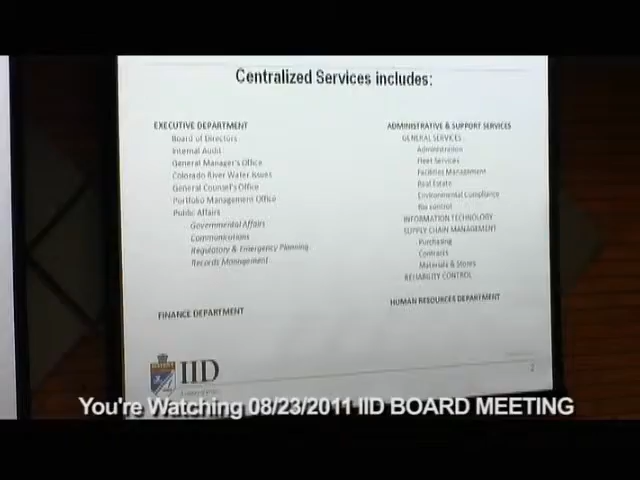 Centralized Services includes:
EXECUTIVE DEPARTMENT
Board of Directors
Internal Audit
General Manager's Office
Colorado River Water Issues
General Counsel's Office
Portfolio Management Office
Public Affairs
Governmental Affairs
Communications
Regulatory & Emergency Planning
Records Management
FINANCE DEPARTMENT
ADMINISTRATIVE & SUPPORT SERVICES
GENERAL SERVICES
Administration
Fleet Services
Facilities Management
Real Estate
Environmental Compliance
Bio control
INFORMATION TECHNOLOGY
SUPPLY CHAIN MANAGEMENT
Purchasing
Contracts
Materials & Stores
RELIABILITY CONTROL
HUMAN RESOURCES DEPARTMENT
IID
2
You're Watching 08/23/2011 IID BOARD MEETING